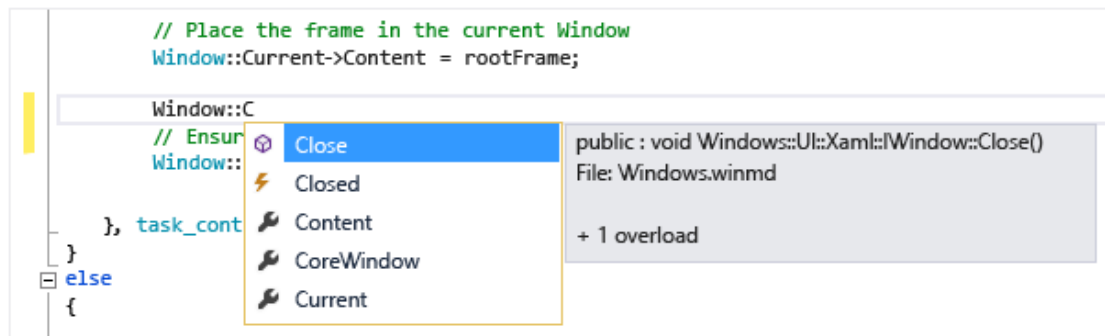 // Place the frame in the current Window
Window::Current->Content = rootFrame;
Window::C
// Ensur
Window::
Close
Closed
Content
CoreWindow
Current
public : void Windows::UI::Xaml::IWindow::Close()
File: Windows.winmd
+ 1 overload
}, task_cont
}
else
{